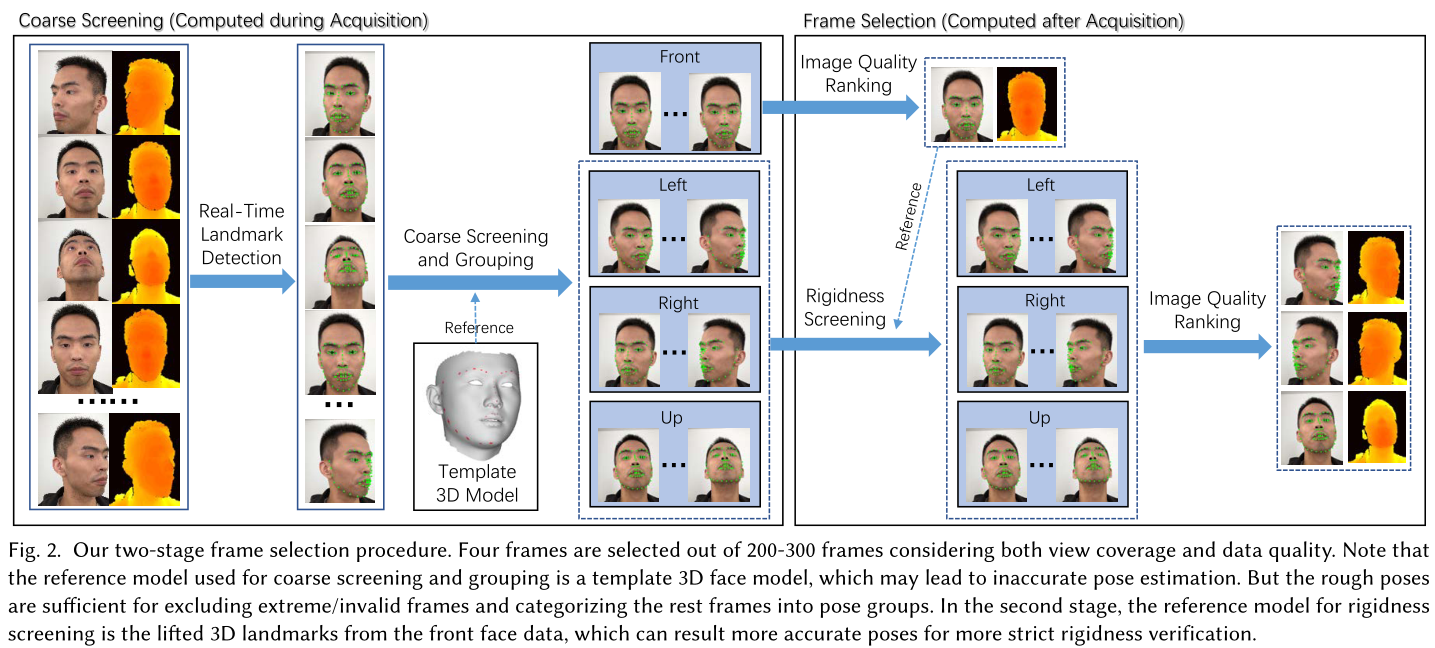 Coarse Screening (Computed during Acquisition)
Frame Selection (Computed after Acquisition)
Real-Time
Landmark
Detection
Coarse Screening
and Grouping
Reference
Template
3D Model
Front
Left
Right
Up
Image Quality
Ranking
Reference
Rigidness
Screening
Left
Right
Up
Image Quality
Ranking
Fig. 2. Our two-stage frame selection procedure. Four frames are selected out of 200-300 frames considering both view coverage and data quality. Note that
the reference model used for coarse screening and grouping is a template 3D face model, which may lead to inaccurate pose estimation. But the rough poses
are sufficient for excluding extreme/invalid frames and categorizing the rest frames into pose groups. In the second stage, the reference model for rigidness
screening is the lifted 3D landmarks from the front face data, which can result more accurate poses for more strict rigidness verification.